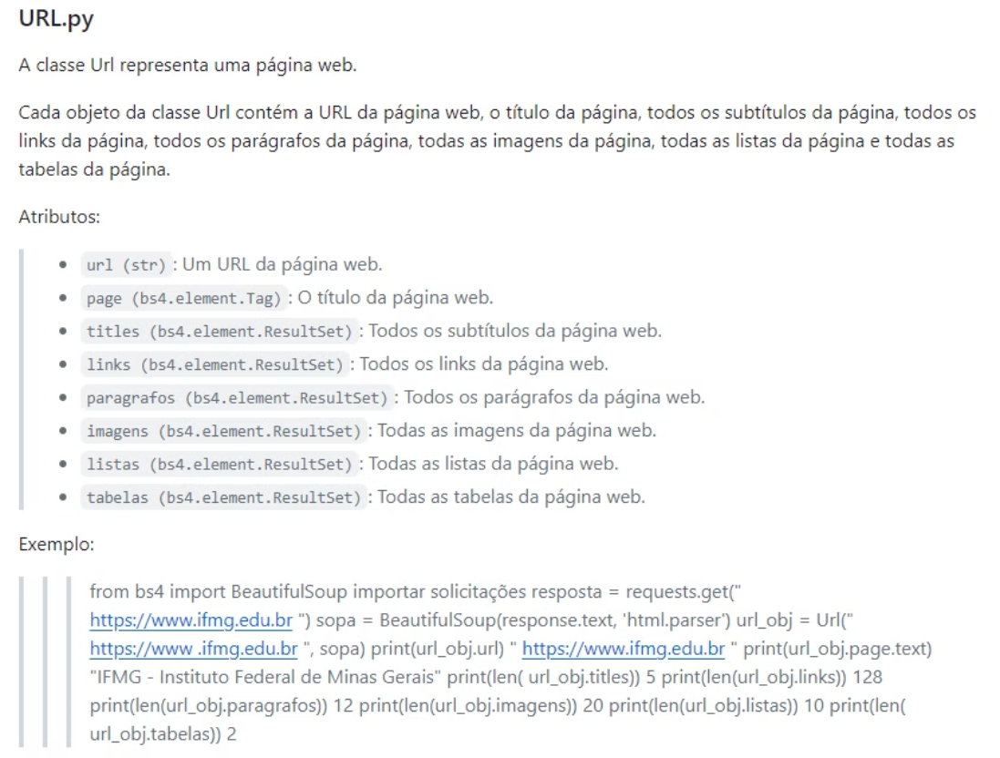 URL.py
A classe Url representa uma página web.
Cada objeto da classe Url contém a URL da página web, o título da página, todos os subtítulos da página, todos os
links da página, todos os parágrafos da página, todas as imagens da página, todas as listas da página e todas as
tabelas da página.
Atributos:
• url (str) : Um URL da página web.
• page (bs4.element.Tag) : O título da página web.
• titles (bs4.element.ResultSet) : Todos os subtítulos da página web.
• links (bs4.element.ResultSet) : Todos os links da página web.
• paragrafos (bs4.element.ResultSet) : Todos os parágrafos da página web.
• imagens (bs4.element.ResultSet) : Todas as imagens da página web.
• listas (bs4.element.ResultSet) : Todas as listas da página web.
• tabelas (bs4.element.ResultSet) : Todas as tabelas da página web.
Exemplo:
from bs4 import BeautifulSoup importar solicitações resposta = requests.get("
https://www.ifmg.edu.br ") sopa = BeautifulSoup(response.text, 'html.parser') url_obj = Url("
https://www .ifmg.edu.br ", sopa) print(url_obj.url) " https://www.ifmg.edu.br " print(url_obj.page.text)
"IFMG - Instituto Federal de Minas Gerais" print(len( url_obj.titles)) 5 print(len(url_obj.links)) 128
print(len(url_obj.paragrafos)) 12 print(len(url_obj.imagens)) 20 print(len(url_obj.listas)) 10 print(len(
url_obj.tabelas)) 2